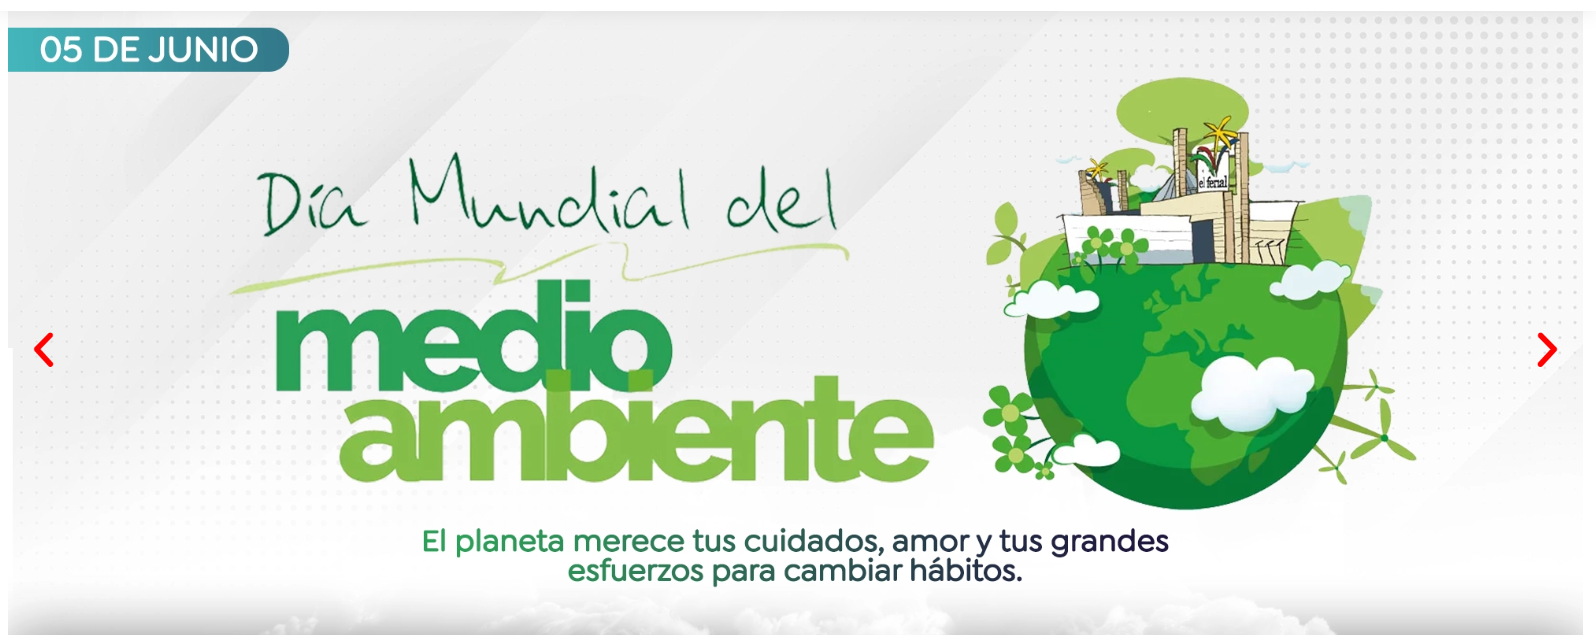 05 DE JUNIO
Día Mundial del
medio
ambiente
el ferial
El planeta merece tus cuidados, amor y tus grandes
esfuerzos para cambiar hábitos.